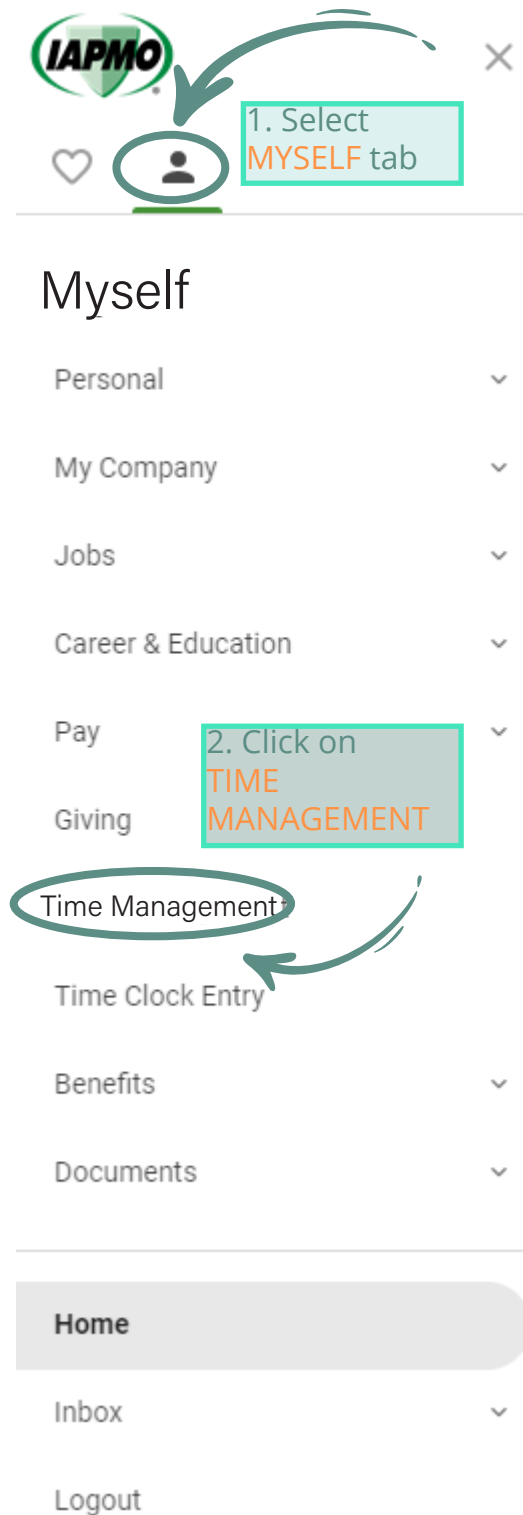 IAPMO
1. Select
MYSELF tab
Myself
Personal
My Company
Jobs
Career & Education
Pay
2. Click on
TIME
MANAGEMENT
Giving
Time Management
Time Clock Entry
Benefits
Documents
Home
Inbox
Logout